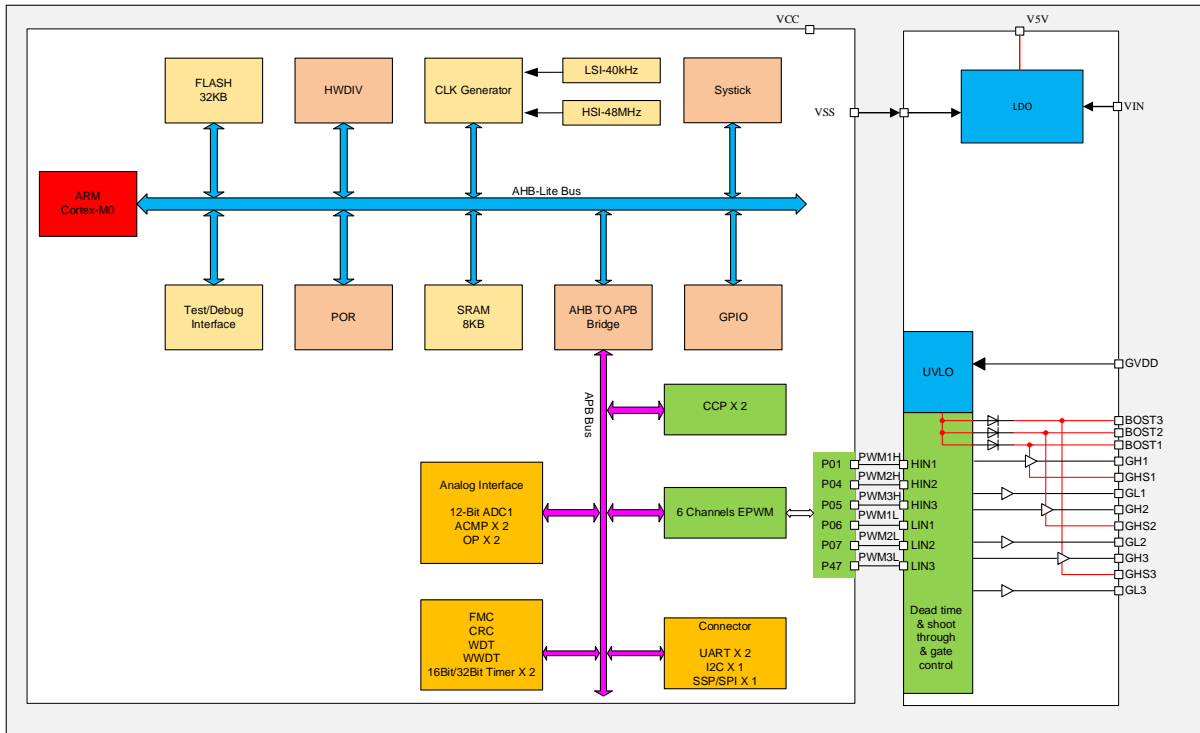 VCC
V5V
FLASH
32KB
HWDIV
CLK Generator
LSI-40kHz
HSI-48MHz
Systick
VSS
LDO
VIN
ARM
Cortex-M0
AHB-Lite Bus
Test/Debug
Interface
POR
SRAM
8KB
AHB TO APB
Bridge
GPIO
UVLO
GVDD
APB Bus
CCP X 2
BOST3
BOST2
BOST1
GH1
GHS1
GL1
GH2
GHS2
GL2
GH3
GHS3
GL3
Analog Interface
12-Bit ADC1
ACMP X 2
OP X 2
6 Channels EPWM
P01
PWM1H
HIN1
P04
PWM2H
HIN2
P05
PWM3H
HIN3
P06
PWM1L
LIN1
P07
PWM2L
LIN2
P47
PWM3L
LIN3
Dead time
& shoot
through
& gate
control
FMC
CRC
WDT
WWDT
16Bit/32Bit Timer X 2
Connector
UART X 2
I2C X 1
SSP/SPI X 1